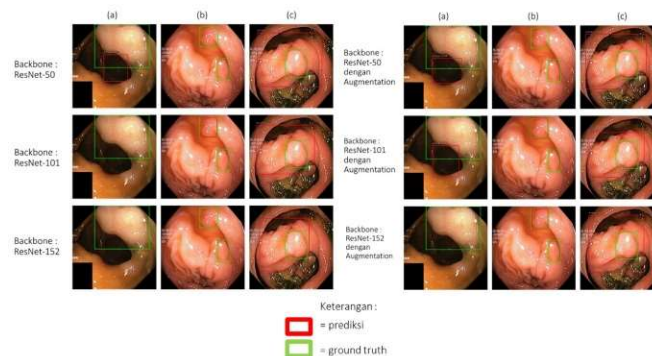 (a) (b) (c) (a) (b) (c)
Backbone :
ResNet-50
Backbone :
ResNet-50
dengan
Augmentation
Backbone :
ResNet-101
Backbone :
ResNet-101
dengan
Augmentation
Backbone :
ResNet-152
Backbone :
ResNet-152
dengan
Augmentation
Keterangan :
= prediksi
= ground truth